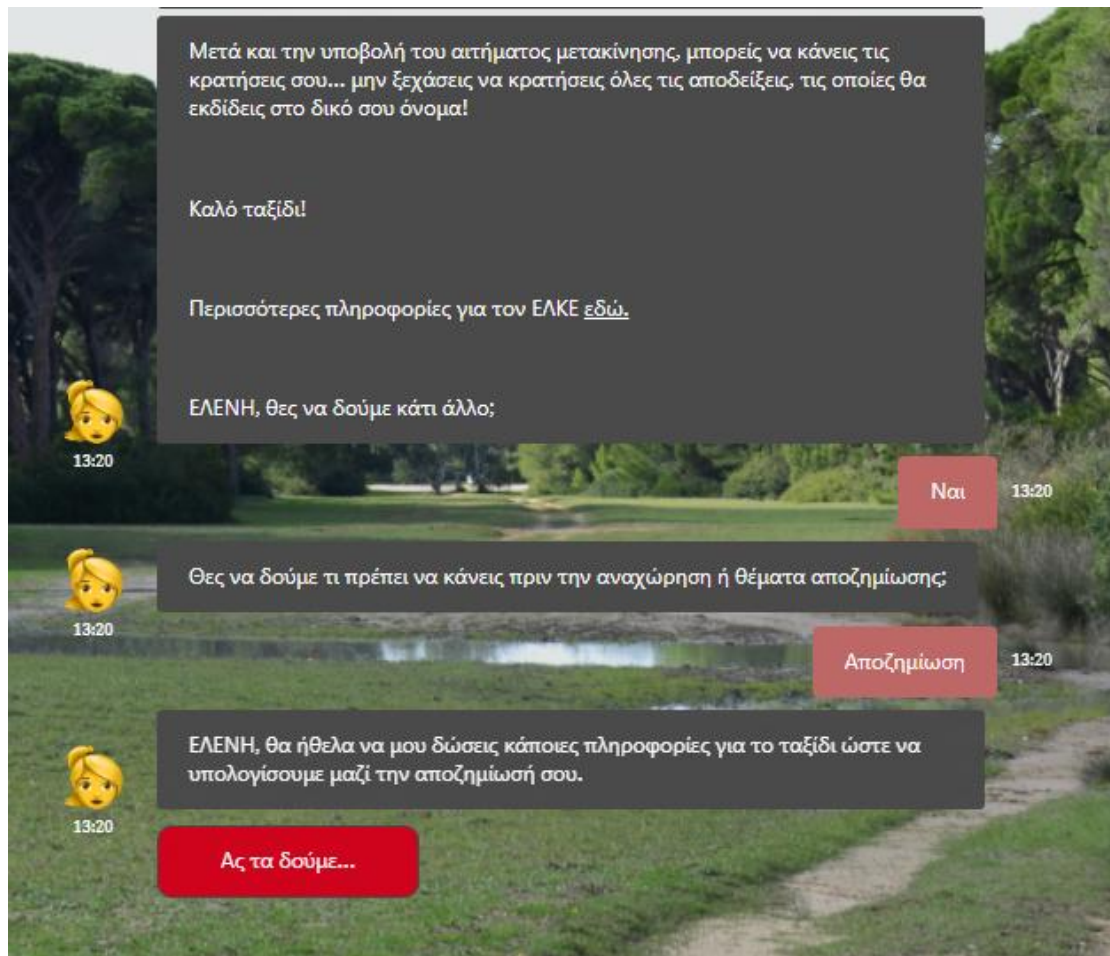 Μετά και την υποβολή του αιτήματος μετακίνησης, μπορείς να κάνεις τις
κρατήσεις σου... μην ξεχάσεις να κρατήσεις όλες τις αποδείξεις, τις οποίες θα
εκδίδεις στο δικό σου όνομα!
Καλό ταξίδι!
Περισσότερες πληροφορίες για τον ΕΛΚΕ εδώ.
ΕΛΕΝΗ, θες να δούμε κάτι άλλο;
13:20
Ναι
13:20
Θες να δούμε τι πρέπει να κάνεις πριν την αναχώρηση ή θέματα αποζημίωσης;
13:20
Αποζημίωση
13:20
ΕΛΕΝΗ, θα ήθελα να μου δώσεις κάποιες πληροφορίες για το ταξίδι ώστε να
υπολογίσουμε μαζί την αποζημίωσή σου.
13:20
Ας τα δούμε...